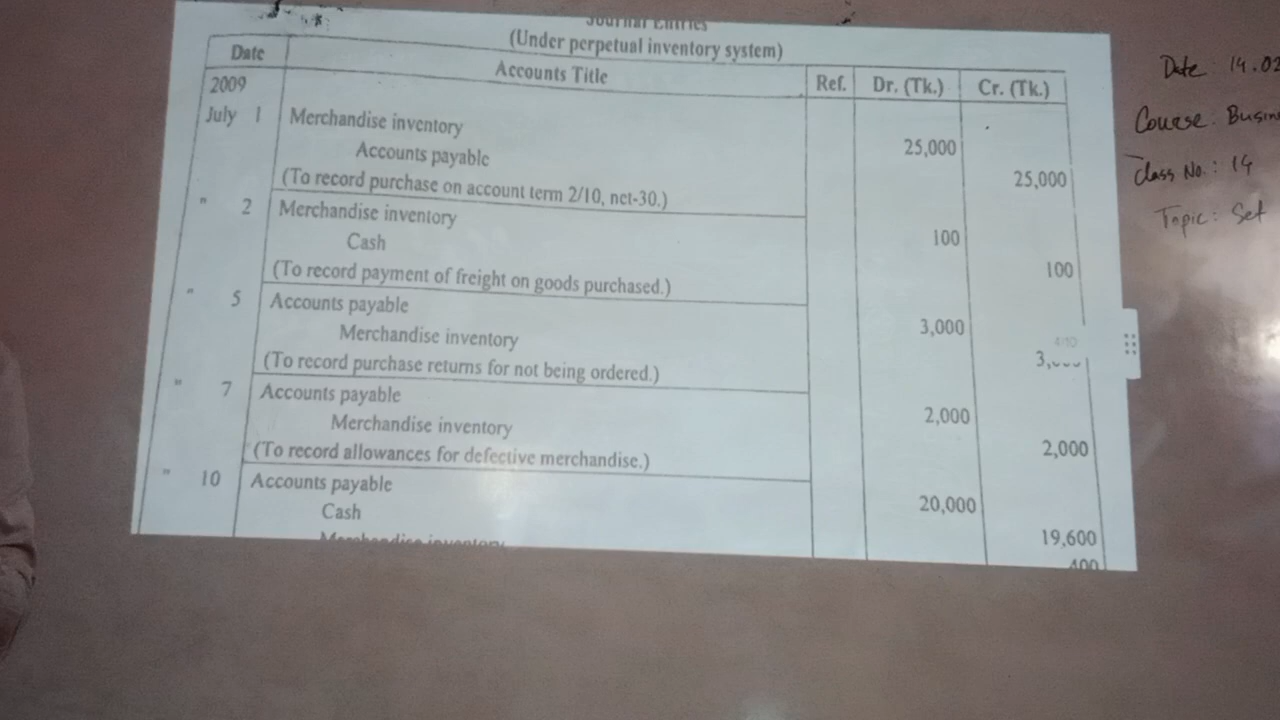 Journal Entries
(Under perpetual inventory system)
Date Accounts Title Ref. Dr. (Tk.) Cr. (Tk.)
2009
July 1 Merchandise inventory 25,000
Accounts payable 25,000
(To record purchase on account term 2/10, net-30.)
" 2 Merchandise inventory 100
Cash 100
(To record payment of freight on goods purchased.)
" 5 Accounts payable 3,000
Merchandise inventory
(To record purchase returns for not being ordered.)
" 7 Accounts payable 2,000
Merchandise inventory 2,000
(To record allowances for defective merchandise.)
" 10 Accounts payable 20,000
Cash 19,600
Merchandise inventory 400
Date: 14.02
Course: Busin
Class No.: 14
Topic: Set